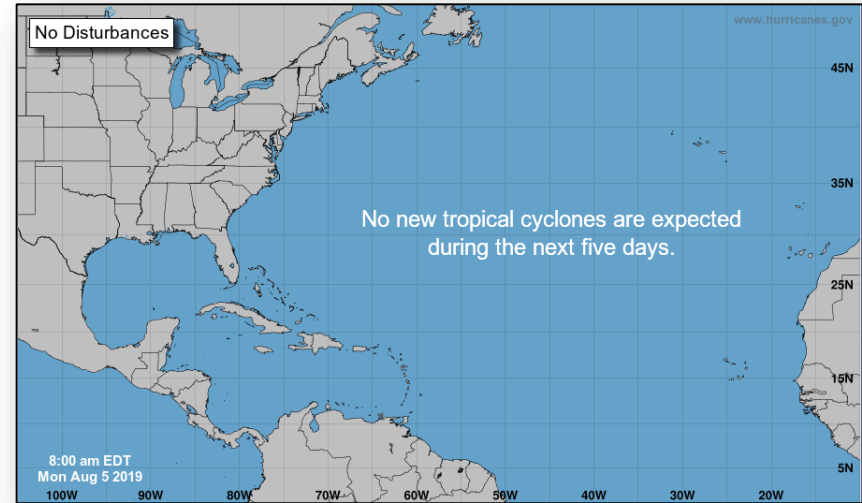 No Disturbances
www.hurricanes.gov
45N
35N
No new tropical cyclones are expected
during the next five days.
25N
15N
8:00 am EDT
Mon Aug 5 2019
5N
100W 90W 80W 70W 60W 50W 40W 30W 20W